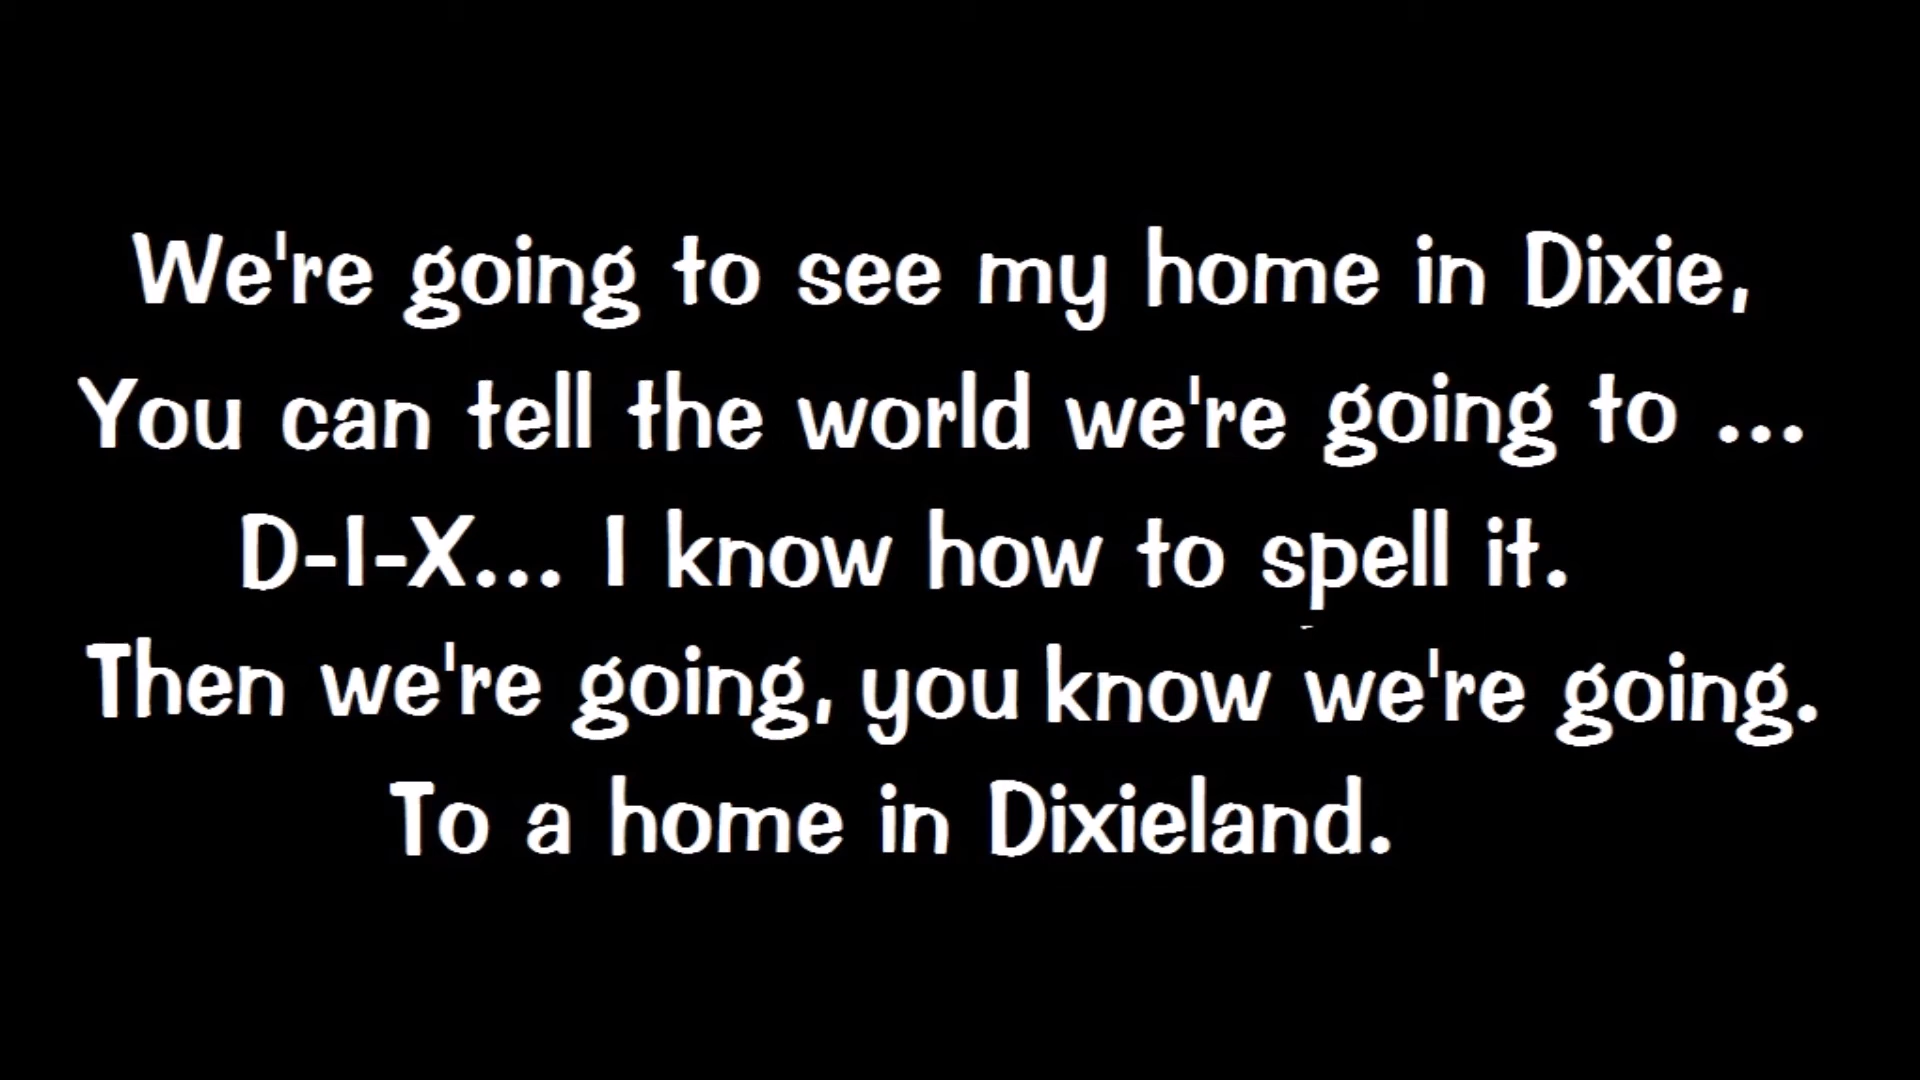 We're going to see my home in Dixie,
You can tell the world we're going to ...
D-I-X... I know how to spell it.
Then we're going, you know we're going.
To a home in Dixieland.